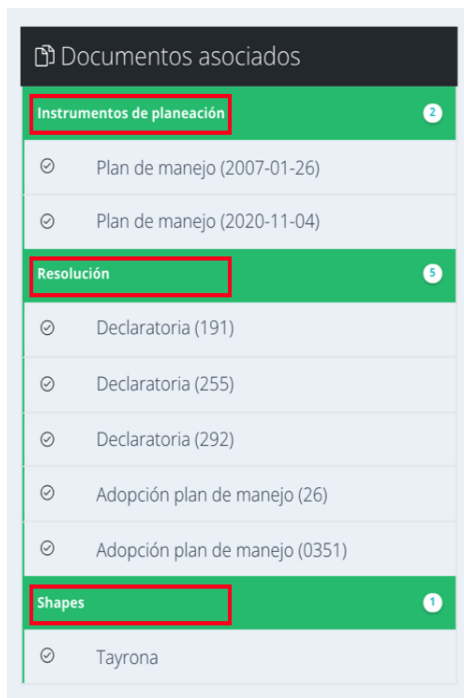 Documentos asociados
Instrumentos de planeación 2
Plan de manejo (2007-01-26)
Plan de manejo (2020-11-04)
Resolución 5
Declaratoria (191)
Declaratoria (255)
Declaratoria (292)
Adopción plan de manejo (26)
Adopción plan de manejo (0351)
Shapes 1
Tayrona